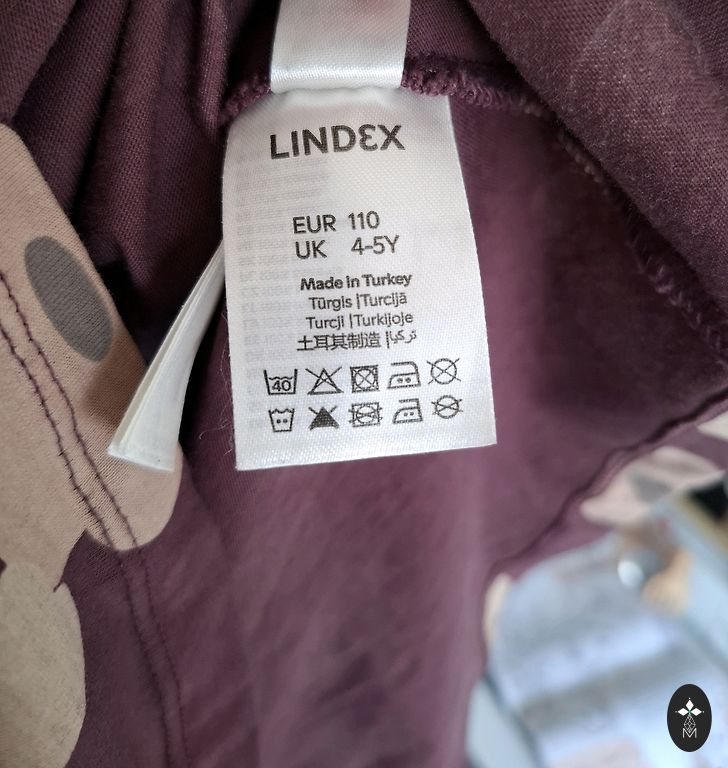 LINDEX
EUR 110
UK 4-5Y
Made in Turkey
Türgis |Turcijā
Turcji |Turkijoje
土耳其制造 |تركيا
40
M